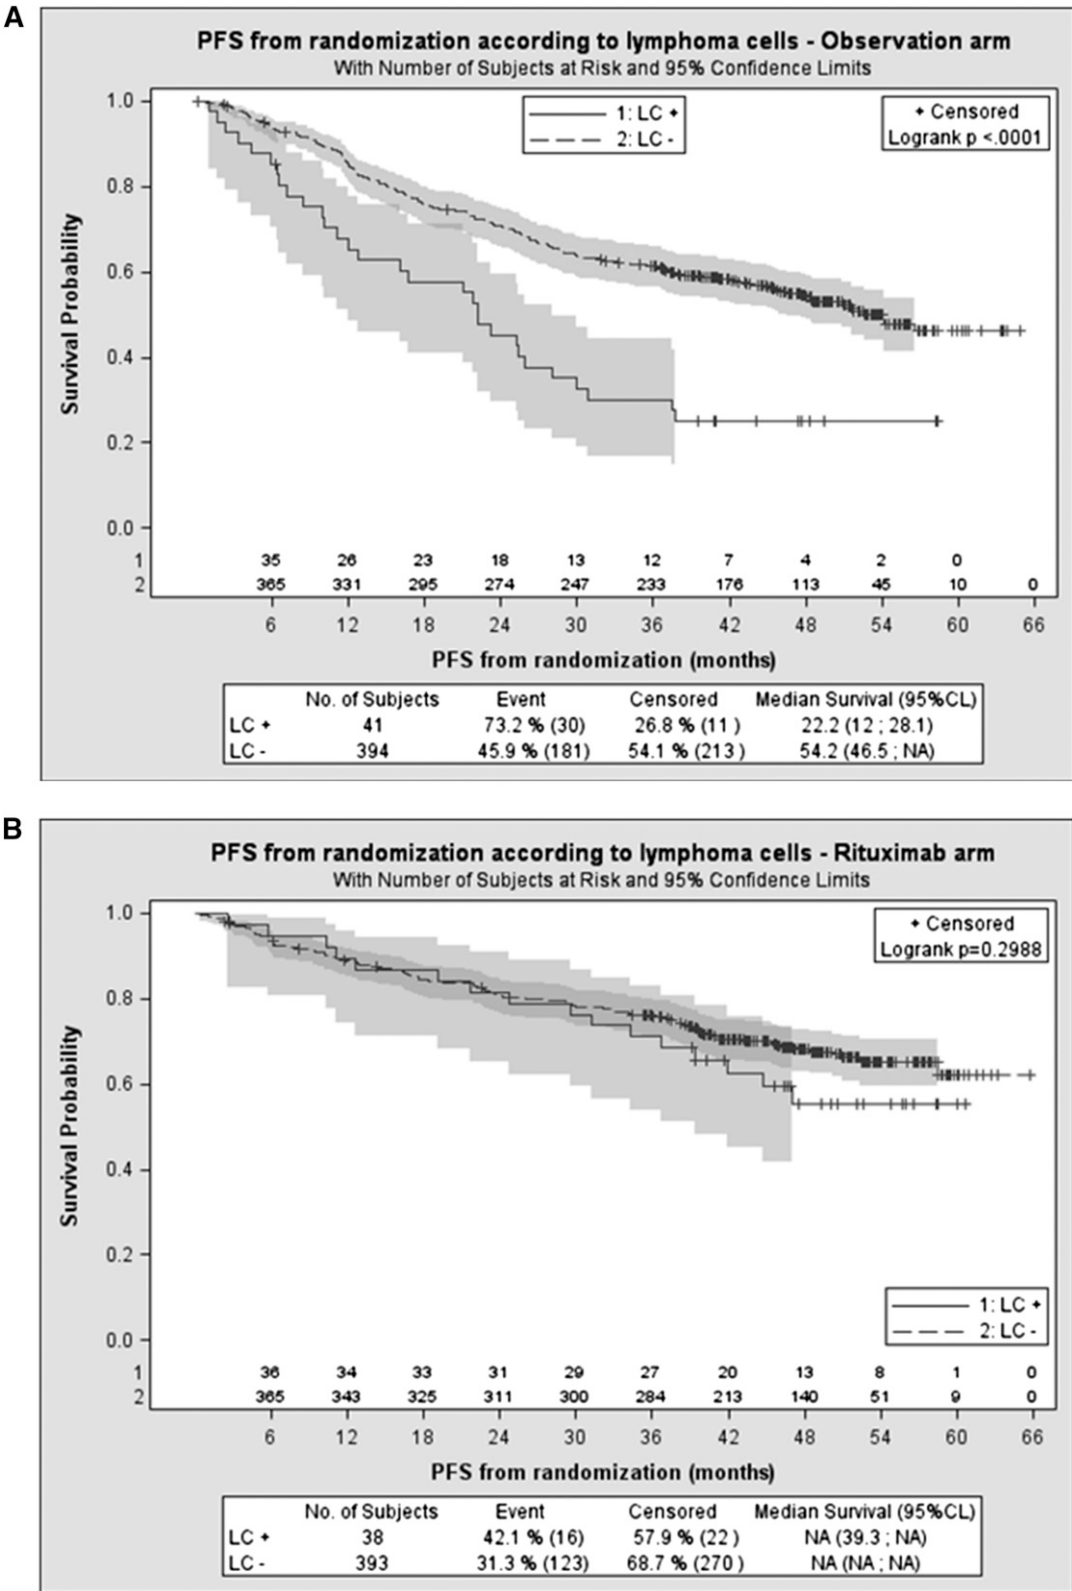 A
PFS from randomization according to lymphoma cells - Observation arm
With Number of Subjects at Risk and 95% Confidence Limits
1: LC +
2: LC -
+ Censored
Logrank p <.0001
Survival Probability
1.0
0.8
0.6
0.4
0.2
0.0
1 35 26 23 18 13 12 7 4 2 0
2 365 331 295 274 247 233 176 113 45 10 0
6 12 18 24 30 36 42 48 54 60 66
PFS from randomization (months)
No. of Subjects Event Censored Median Survival (95%CL)
LC + 41 73.2 % (30) 26.8 % (11 ) 22.2 (12 ; 28.1)
LC - 394 45.9 % (181) 54.1 % (213 ) 54.2 (46.5 ; NA)
B
PFS from randomization according to lymphoma cells - Rituximab arm
With Number of Subjects at Risk and 95% Confidence Limits
+ Censored
Logrank p=0.2988
Survival Probability
1.0
0.8
0.6
0.4
0.2
0.0
1: LC +
2: LC -
1 36 34 33 31 29 27 20 13 8 1 0
2 365 343 325 311 300 284 213 140 51 9 0
6 12 18 24 30 36 42 48 54 60 66
PFS from randomization (months)
No. of Subjects Event Censored Median Survival (95%CL)
LC + 38 42.1 % (16) 57.9 % (22 ) NA (39.3 ; NA)
LC - 393 31.3 % (123) 68.7 % (270 ) NA (NA ; NA)